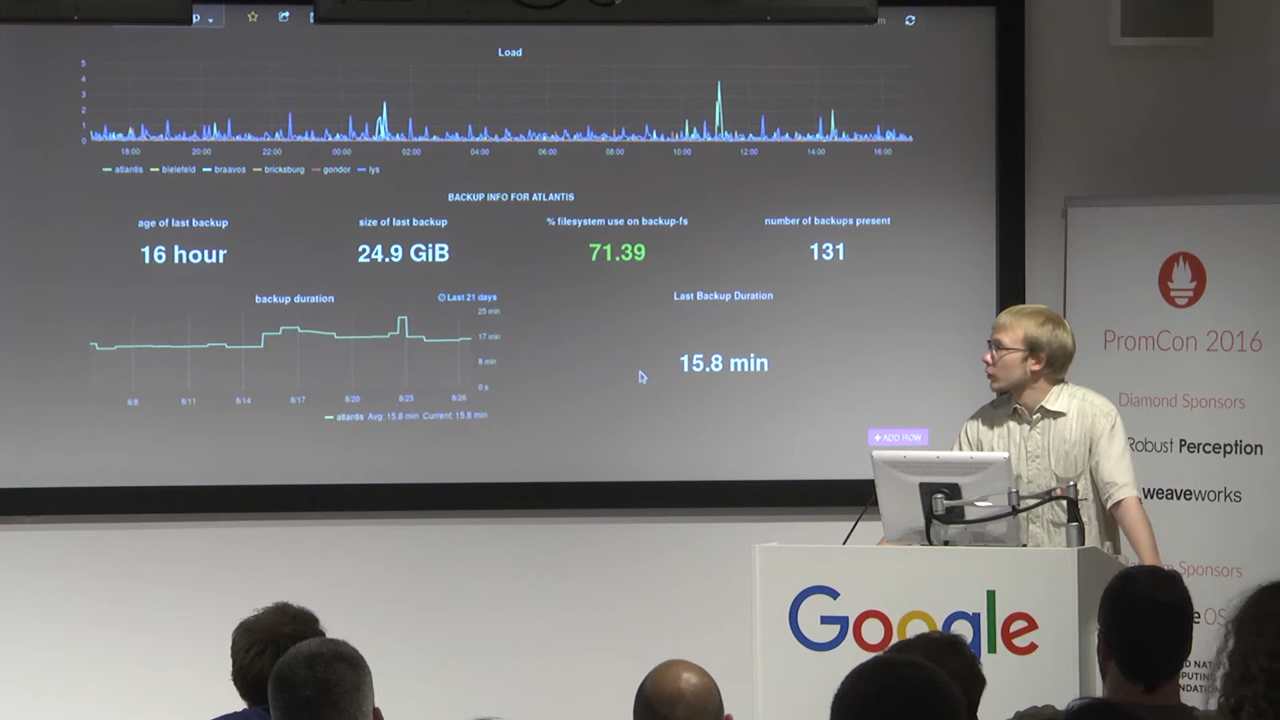 p
m
Load
5
4
3
2
1
18:00 20:00 22:00 00:00 02:00 04:00 06:00 08:00 10:00 12:00 14:00 16:00
atlantis bielefeld braavos bricksburg gondor lys
BACKUP INFO FOR ATLANTIS
age of last backup size of last backup % filesystem use on backup-fs number of backups present
16 hour 24.9 GiB 71.39 131
backup duration Last 21 days Last Backup Duration
25 min
17 min
8 min
0 s
15.8 min
8/8 8/11 8/14 8/17 8/20 8/23 8/26
atlantis Avg: 15.8 min Current: 15.8 min
+ ADD ROW
PromCon 2016
Diamond Sponsors
Robust Perception
weaveworks
Sponsors
e OS
D NATI
PUTING
NDATION
Google